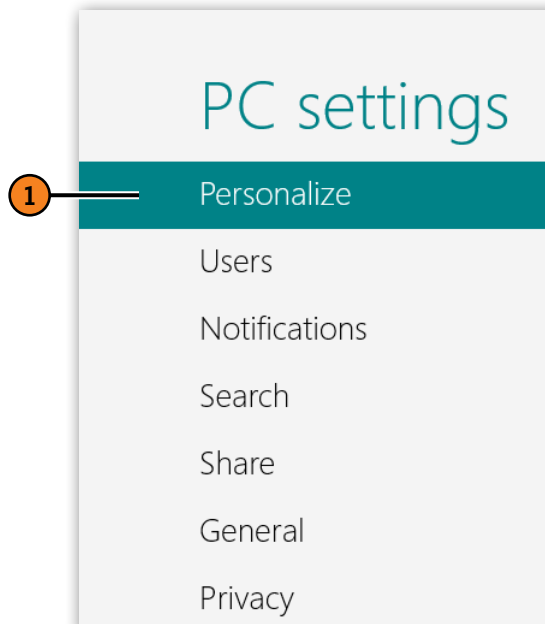 PC settings
1 Personalize
Users
Notifications
Search
Share
General
Privacy